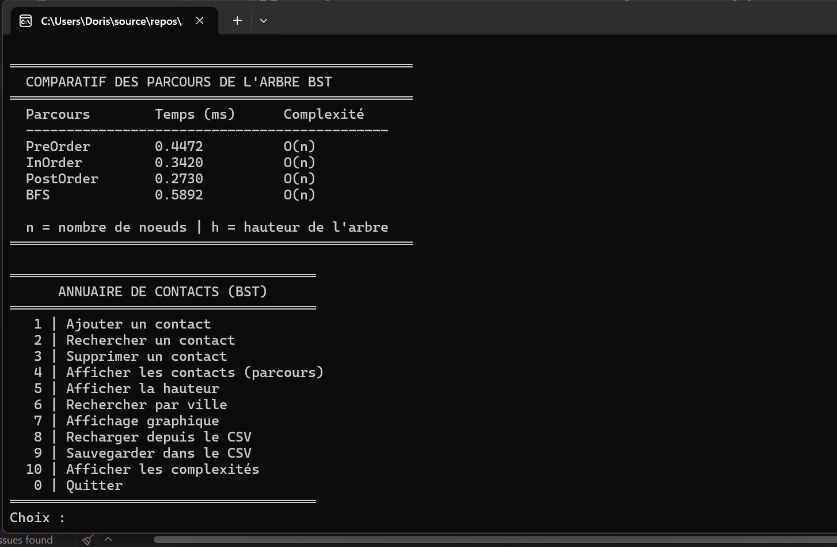 C:\Users\Doris\source\repos\.
COMPARATIF DES PARCOURS DE L'ARBRE BST
Parcours Temps (ms) Complexité
---------------------------------------------
PreOrder 0.4472 O(n)
InOrder 0.3420 O(n)
PostOrder 0.2730 O(n)
BFS 0.5892 O(n)
n = nombre de noeuds | h = hauteur de l'arbre
ANNUAIRE DE CONTACTS (BST)
1 | Ajouter un contact
2 | Rechercher un contact
3 | Supprimer un contact
4 | Afficher les contacts (parcours)
5 | Afficher la hauteur
6 | Rechercher par ville
7 | Affichage graphique
8 | Recharger depuis le CSV
9 | Sauvegarder dans le CSV
10 | Afficher les complexités
0 | Quitter
Choix :
ssues found